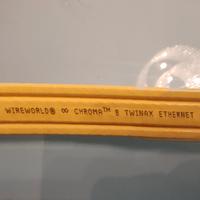 WIREWORLD® ∞ CHROMA™ 8 TWINAX ETHERNET